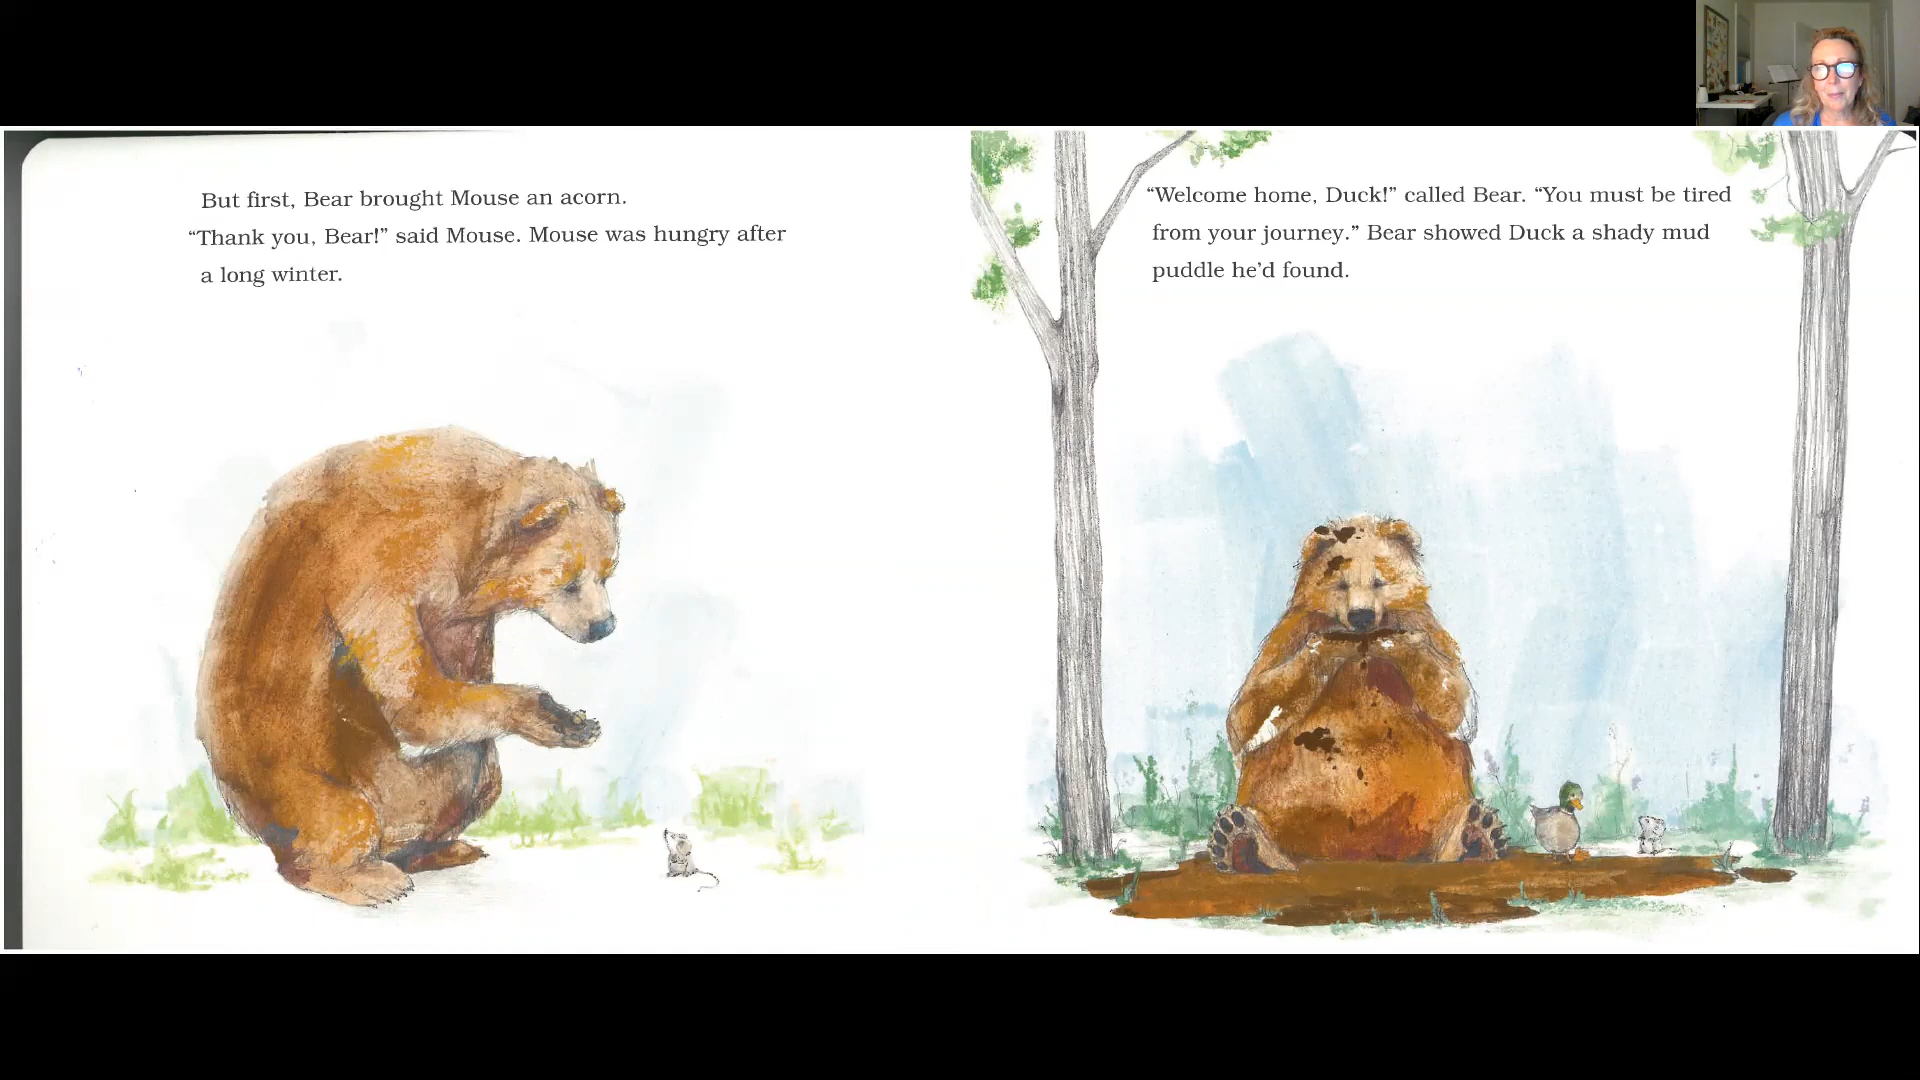 But first, Bear brought Mouse an acorn.
“Thank you, Bear!” said Mouse. Mouse was hungry after
a long winter.
“Welcome home, Duck!” called Bear. “You must be tired
from your journey.” Bear showed Duck a shady mud
puddle he’d found.